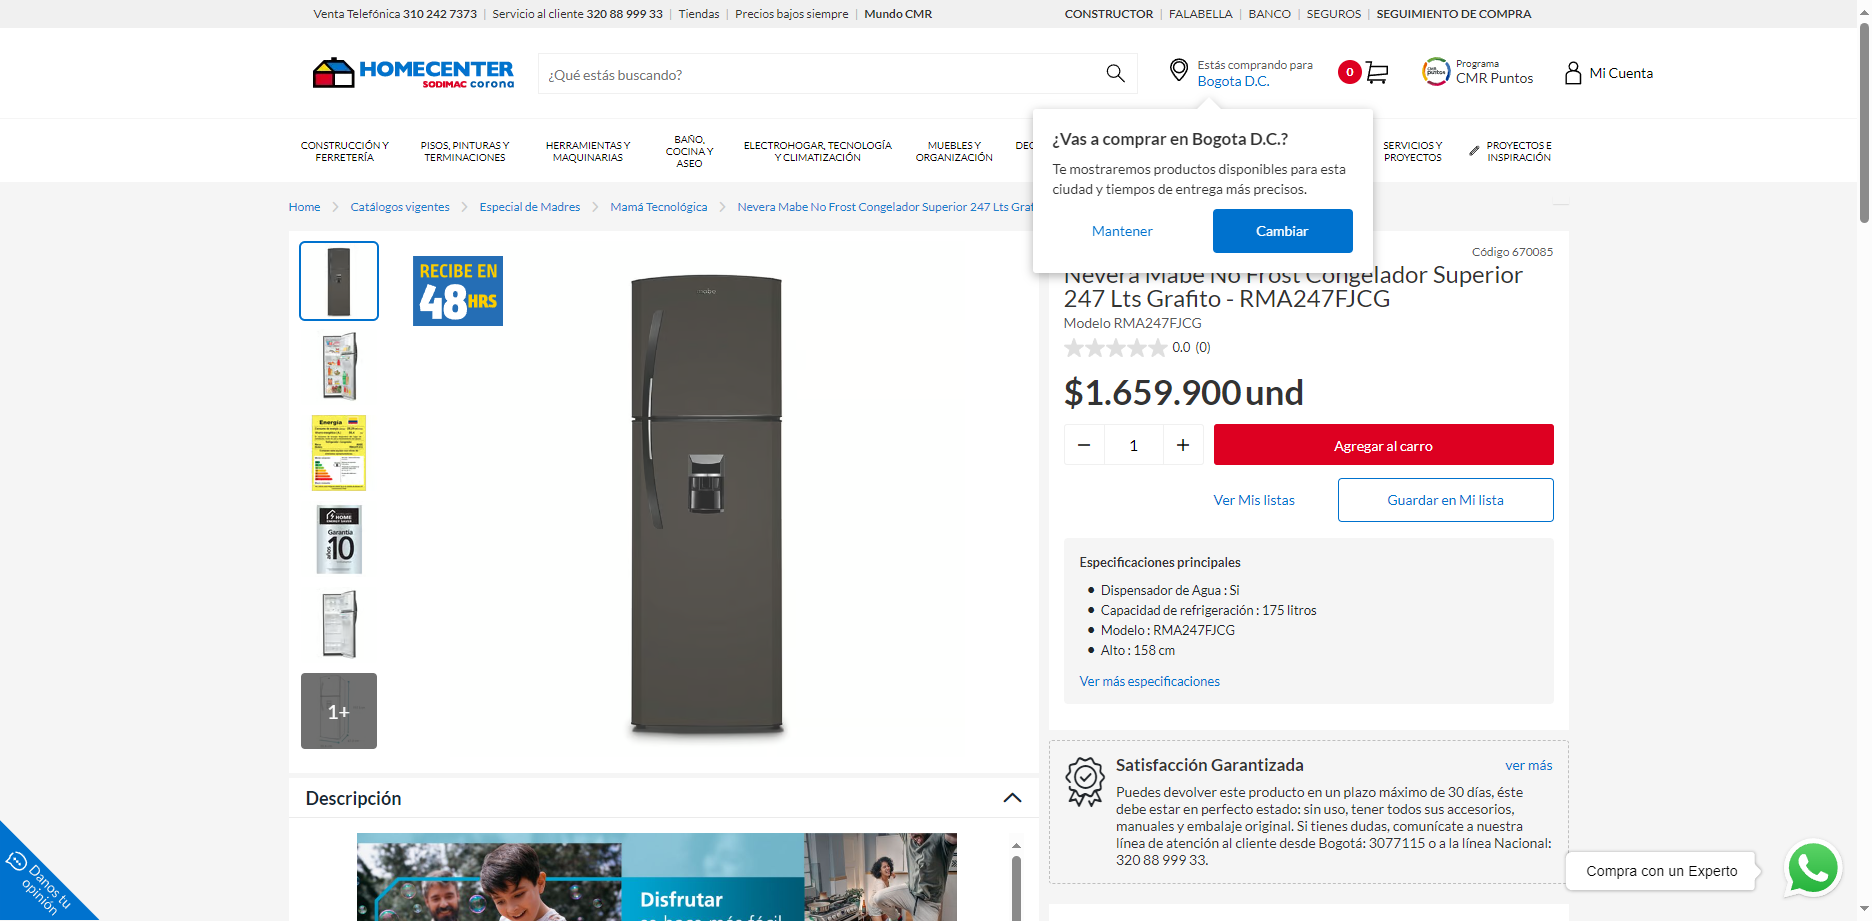 Venta Telefónica 310 242 7373 | Servicio al cliente 320 88 999 33 | Tiendas | Precios bajos siempre | Mundo CMR
CONSTRUCTOR | FALABELLA | BANCO | SEGUROS | SEGUIMIENTO DE COMPRA
HOMECENTER
SODIMAC corona
¿Qué estás buscando?
Estás comprando para
Bogota D.C.
0
Programa
CMR Puntos
Mi Cuenta
CONSTRUCCIÓN Y
FERRETERÍA
PISOS, PINTURAS Y
TERMINACIONES
HERRAMIENTAS Y
MAQUINARIAS
BAÑO,
COCINA Y
ASEO
ELECTROHOGAR, TECNOLOGÍA
Y CLIMATIZACIÓN
MUEBLES Y
ORGANIZACIÓN
SERVICIOS Y
PROYECTOS
PROYECTOS E
INSPIRACIÓN
¿Vas a comprar en Bogota D.C.?
Te mostraremos productos disponibles para esta
ciudad y tiempos de entrega más precisos.
Mantener
Cambiar
Home
Catálogos vigentes
Especial de Madres
Mamá Tecnológica
Nevera Mabe No Frost Congelador Superior 247 Lts Graf
RECIBE EN
48HRS
mabe
Energía
HOME
Garantía
10
años
1+
Código 670085
Nevera Mabe No Frost Congelador Superior
247 Lts Grafito - RMA247FJCG
Modelo RMA247FJCG
0.0 (0)
$1.659.900 und
1
Agregar al carro
Ver Mis listas
Guardar en Mi lista
Especificaciones principales
Dispensador de Agua : Si
Capacidad de refrigeración : 175 litros
Modelo : RMA247FJCG
Alto : 158 cm
Ver más especificaciones
Satisfacción Garantizada
ver más
Puedes devolver este producto en un plazo máximo de 30 días, éste
debe estar en perfecto estado: sin uso, tener todos sus accesorios,
manuales y embalaje original. Si tienes dudas, comunícate a nuestra
línea de atención al cliente desde Bogotá: 3077115 o a la línea Nacional:
320 88 999 33.
Descripción
Disfrutar
Danos tu
opinión
Compra con un Experto